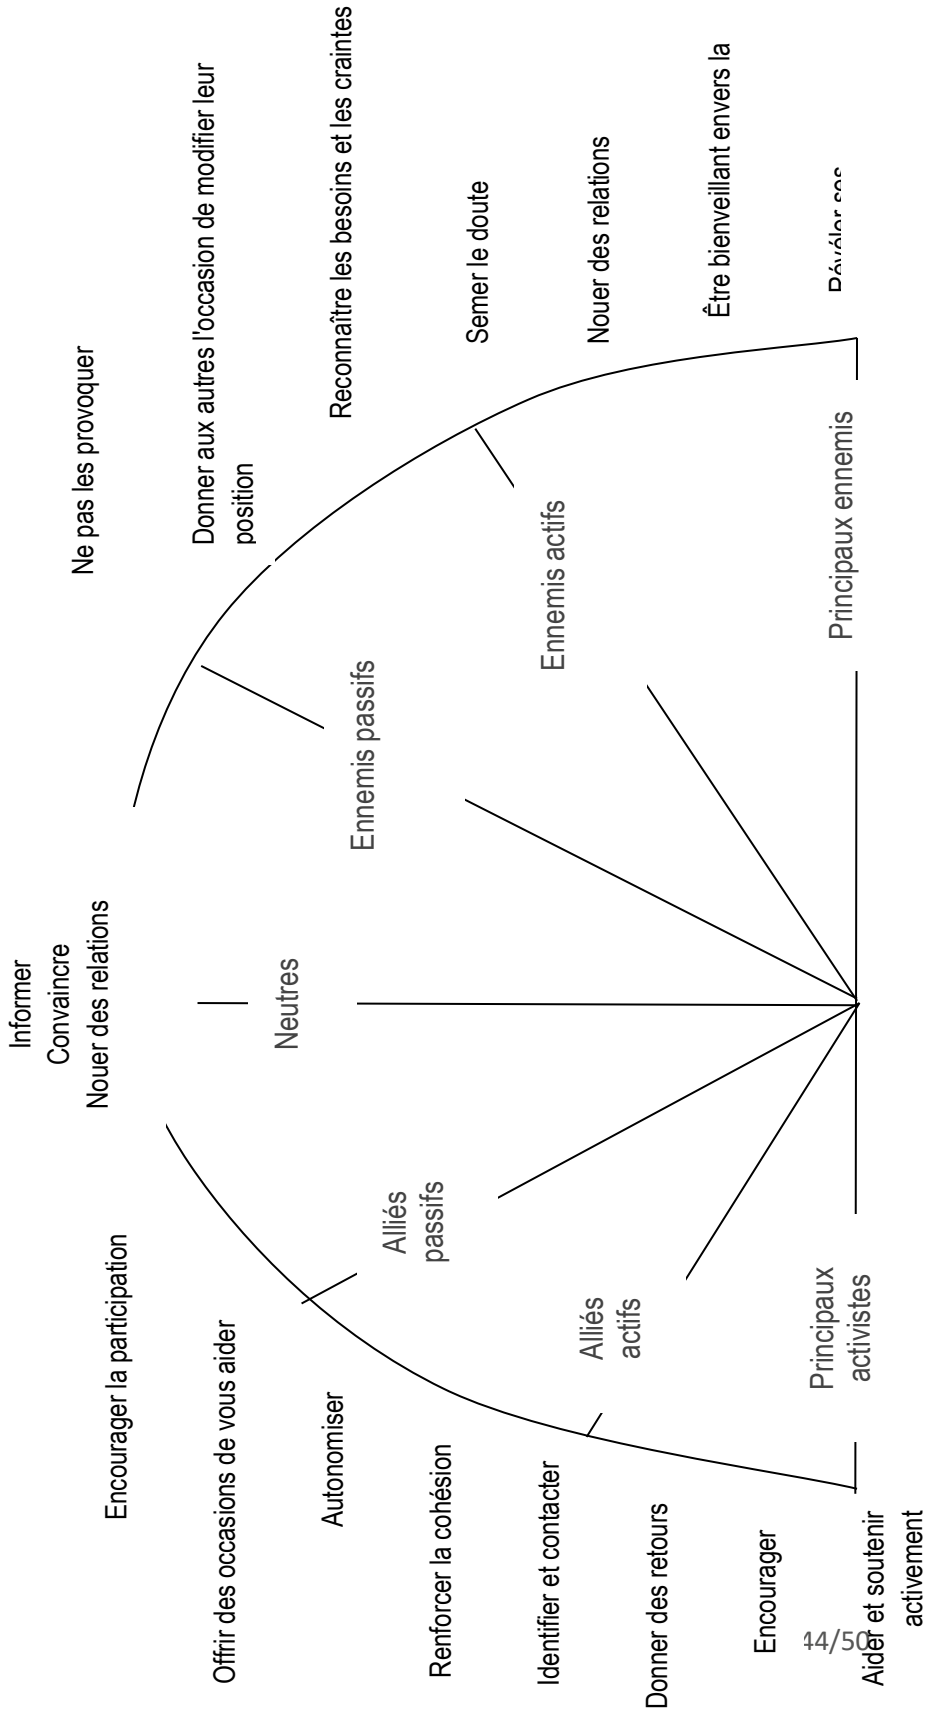 Informer
Convaincre
Nouer des relations
Encourager la participation
Offrir des occasions de vous aider
Autonomiser
Renforcer la cohésion
Identifier et contacter
Donner des retours
Encourager
Aider et soutenir
activement
Ne pas les provoquer
Donner aux autres l'occasion de modifier leur
position
Reconnaître les besoins et les craintes
Semer le doute
Nouer des relations
Être bienveillant envers la
Principaux
activistes
Alliés
actifs
Alliés
passifs
Neutres
Ennemis passifs
Ennemis actifs
Principaux ennemis
44/50